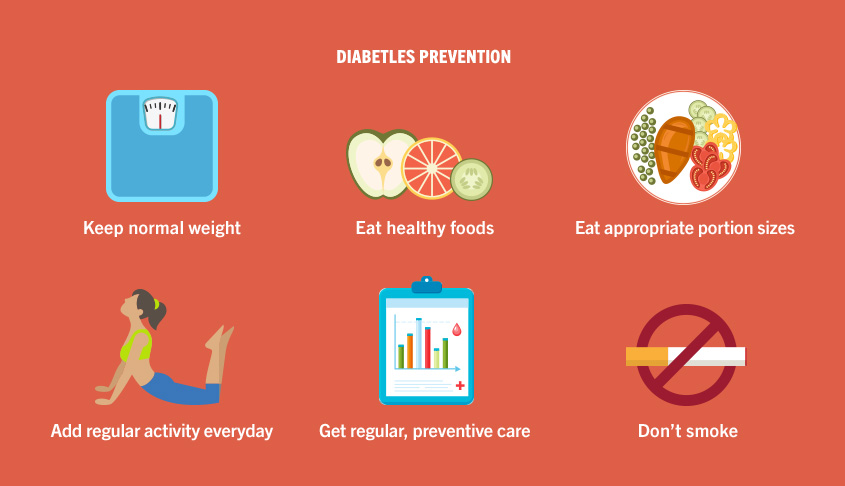 DIABETLES PREVENTION
Keep normal weight
Eat healthy foods
Eat appropriate portion sizes
Add regular activity everyday
Get regular, preventive care
Don't smoke